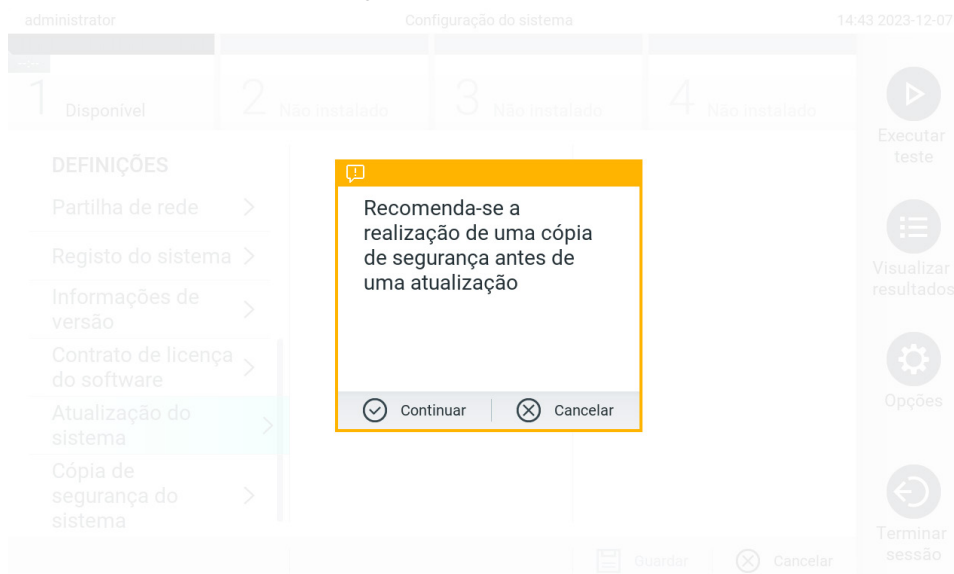 administrator Configuração do sistema 14:43 2023-12-07
1 Disponível 2 Não instalado 3 Não instalado 4 Não instalado
Executar
teste
DEFINIÇÕES
Partilha de rede
Registo do sistema
Informações de
versão
Contrato de licença
do software
Atualização do
sistema
Cópia de
segurança do
sistema
Recomenda-se a
realização de uma cópia
de segurança antes de
uma atualização
Continuar Cancelar
Visualizar
resultados
Opções
Terminar
sessão
Guardar Cancelar